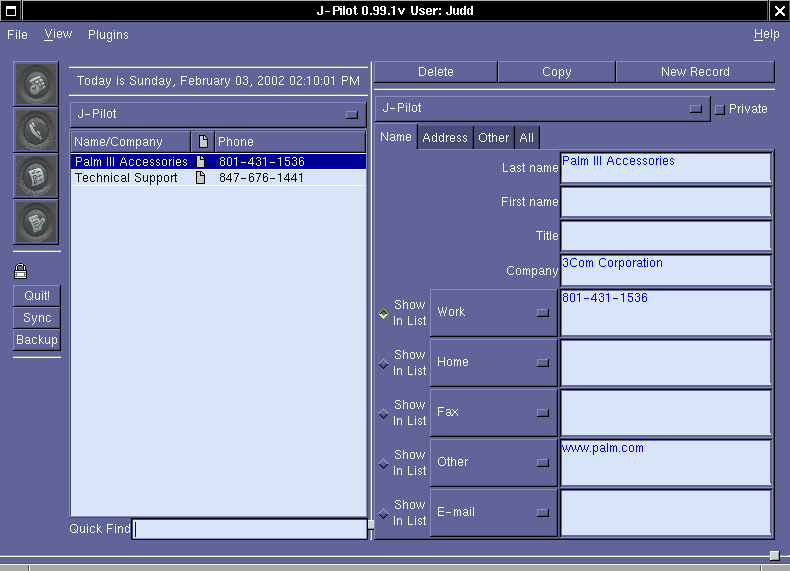 J-Pilot 0.99.1v User: Judd
File View Plugins Help
Today is Sunday, February 03, 2002 02:10:01 PM
Delete Copy New Record
J-Pilot
J-Pilot
Private
Name/Company Phone
Palm III Accessories 801-431-1536
Technical Support 847-676-1441
Name Address Other All
Last name Palm III Accessories
First name
Title
Company 3Com Corporation
Show In List Work 801-431-1536
Show In List Home
Show In List Fax
Show In List Other www.palm.com
Show In List E-mail
Quit!
Sync
Backup
Quick Find